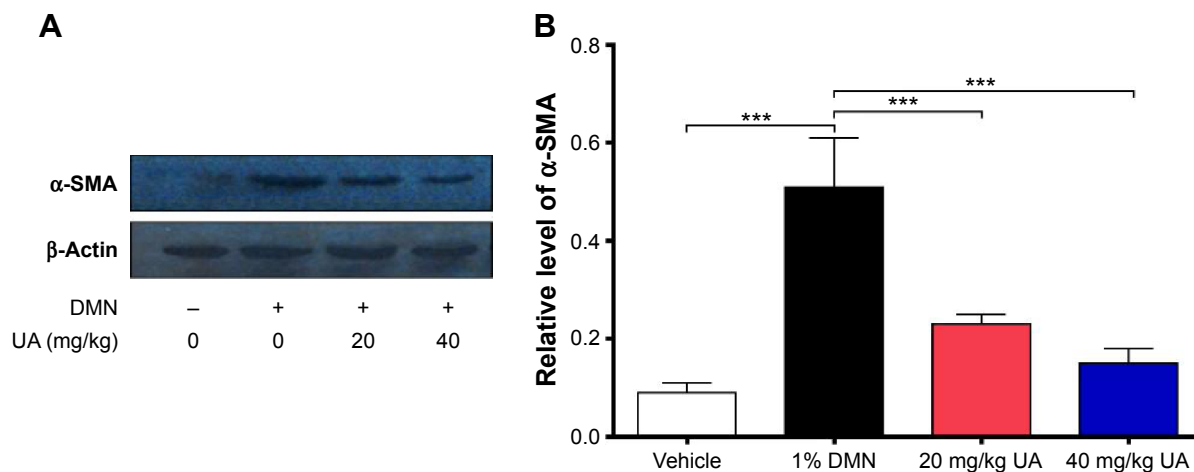 A
α-SMA
β-Actin
DMN – + + +
UA (mg/kg) 0 0 20 40
B
Relative level of α-SMA
0.8
0.6
0.4
0.2
0.0
***
***
***
Vehicle 1% DMN 20 mg/kg UA 40 mg/kg UA